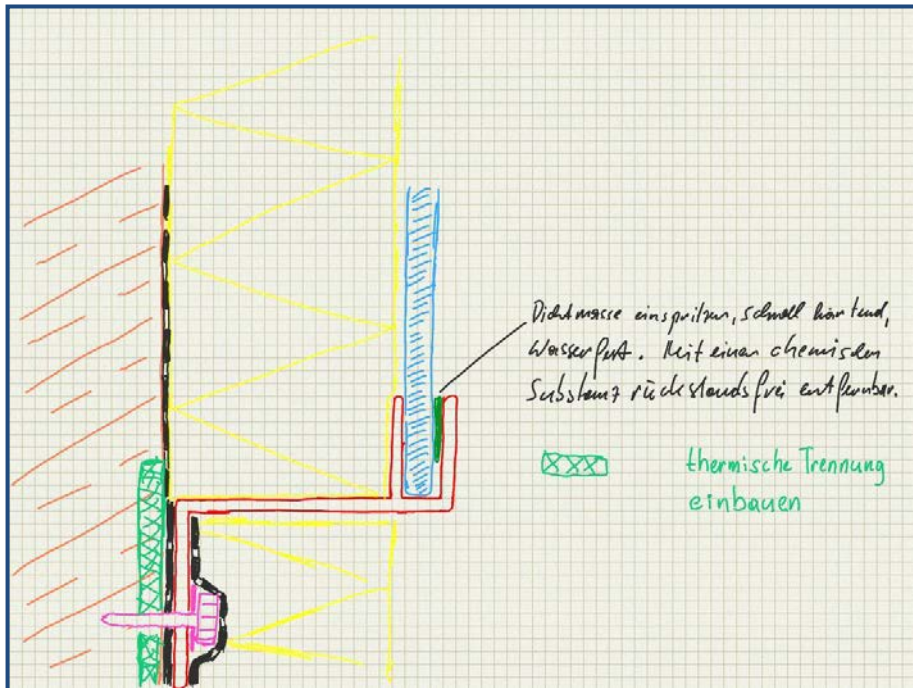 Dichtmasse einspritzen, schnell härtend,
Wasserfest. Mit einer chemischen
Substanz rückstandsfrei entfernbar.
thermische Trennung
einbauen